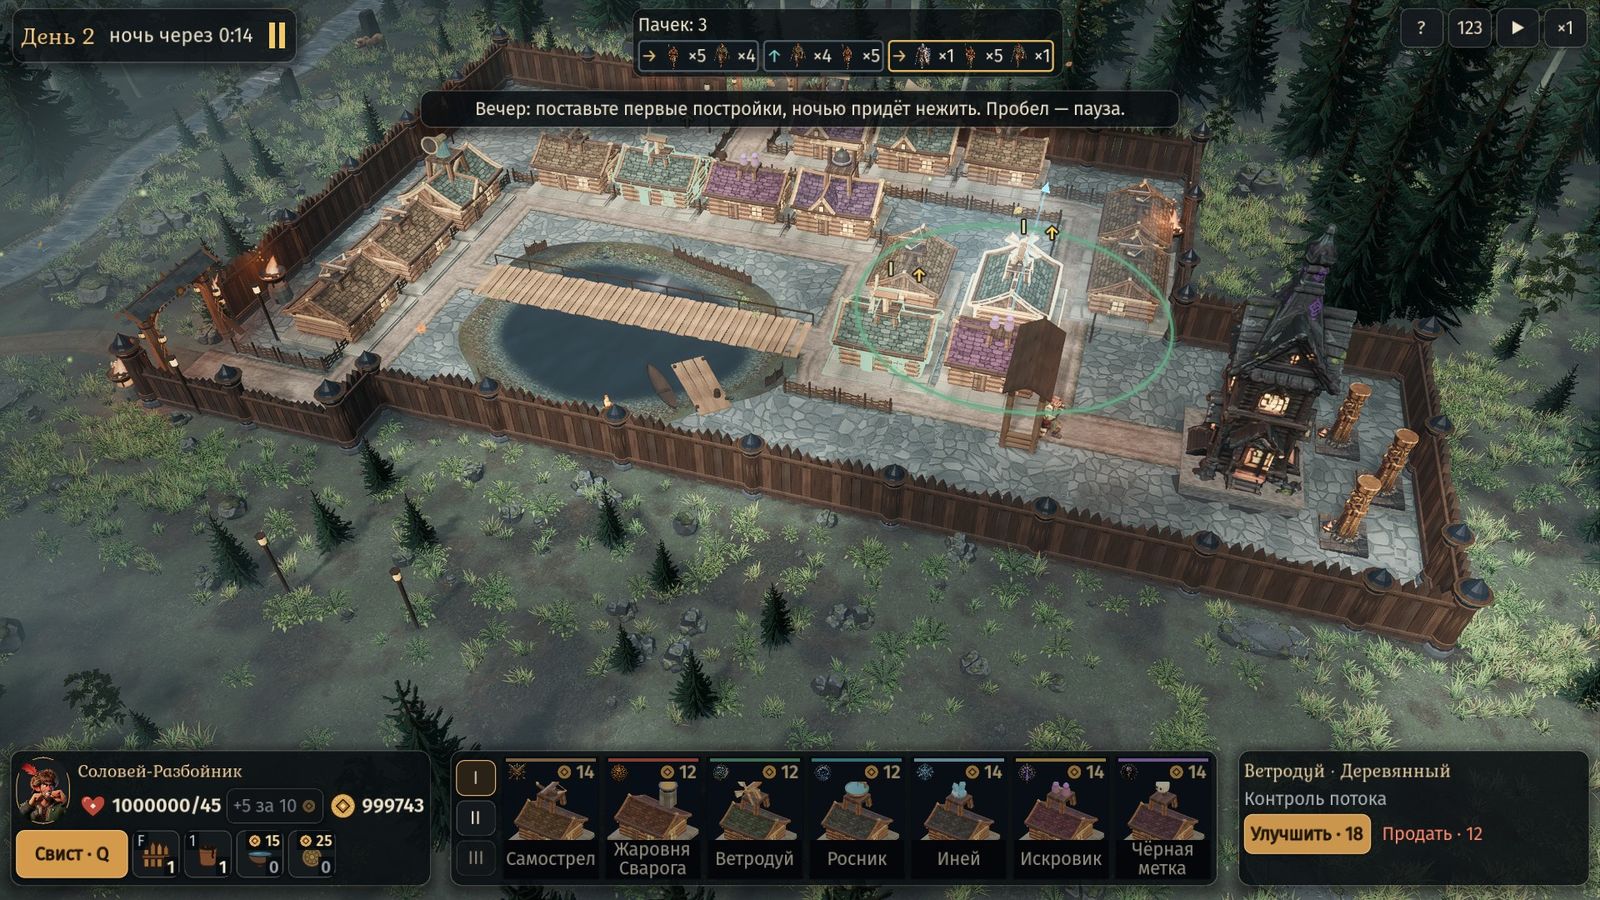 День 2 ночь через 0:14
Пачек: 3
→ ×5 ×4 ↑ ×4 ×5 → ×1 ×5 ×1
? 123 ▶ ×1
Вечер: поставьте первые постройки, ночью придёт нежить. Пробел — пауза.
Соловей-Разбойник
1000000/45 +5 за 10 999743
Свист · Q
F 1
1 1
15 0
25 0
I
II
III
14 12 12 12 14 14 14
Самострел
Жаровня Сварога
Ветродуй
Росник
Иней
Искровик
Чёрная метка
Ветродуй · Деревянный
Контроль потока
Улучшить · 18 Продать · 12